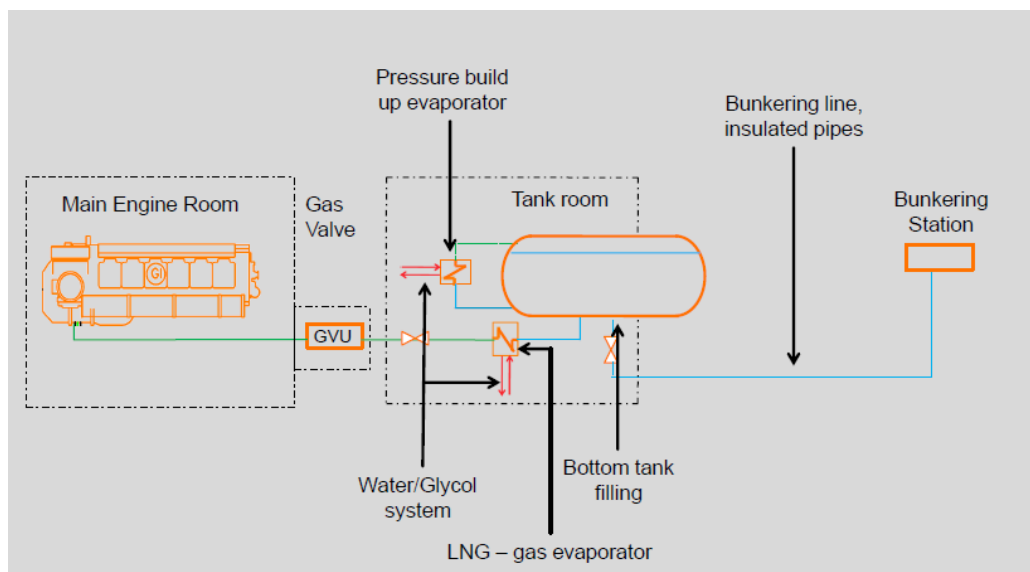 Pressure build
up evaporator
Bunkering line,
insulated pipes
Main Engine Room
Gas
Valve
Tank room
Bunkering
Station
GI
GVU
Water/Glycol
system
Bottom tank
filling
LNG – gas evaporator